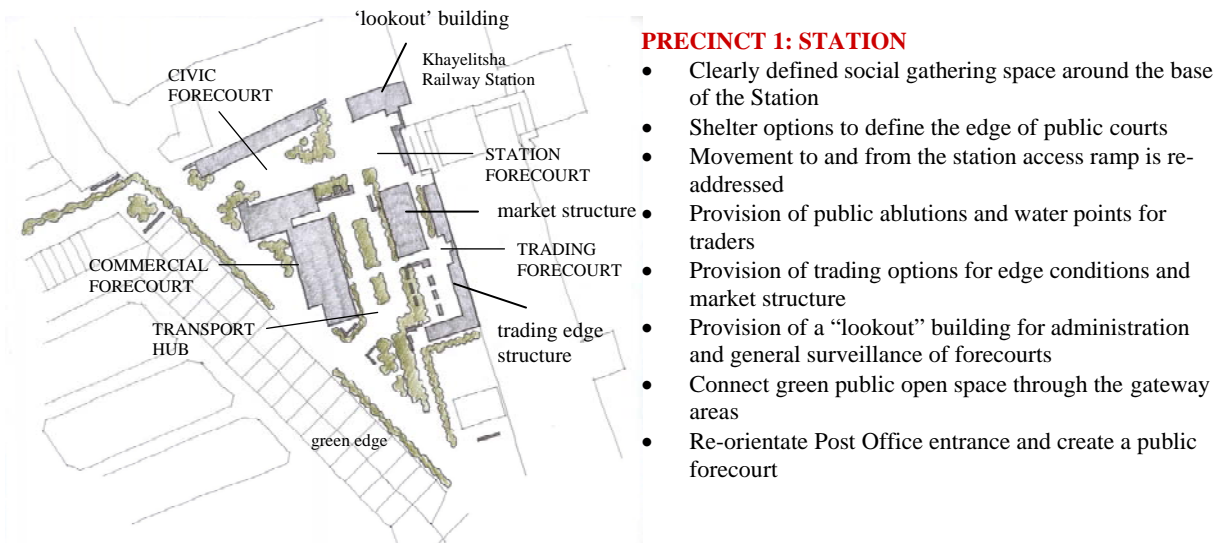 ‘lookout’ building
Khayelitsha
Railway Station
CIVIC
FORECOURT
STATION
FORECOURT
market structure
TRADING
FORECOURT
COMMERCIAL
FORECOURT
TRANSPORT
HUB
trading edge
structure
green edge
PRECINCT 1: STATION
• Clearly defined social gathering space around the base
of the Station
• Shelter options to define the edge of public courts
• Movement to and from the station access ramp is re-
addressed
• Provision of public ablutions and water points for
traders
• Provision of trading options for edge conditions and
market structure
• Provision of a “lookout” building for administration
and general surveillance of forecourts
• Connect green public open space through the gateway
areas
• Re-orientate Post Office entrance and create a public
forecourt